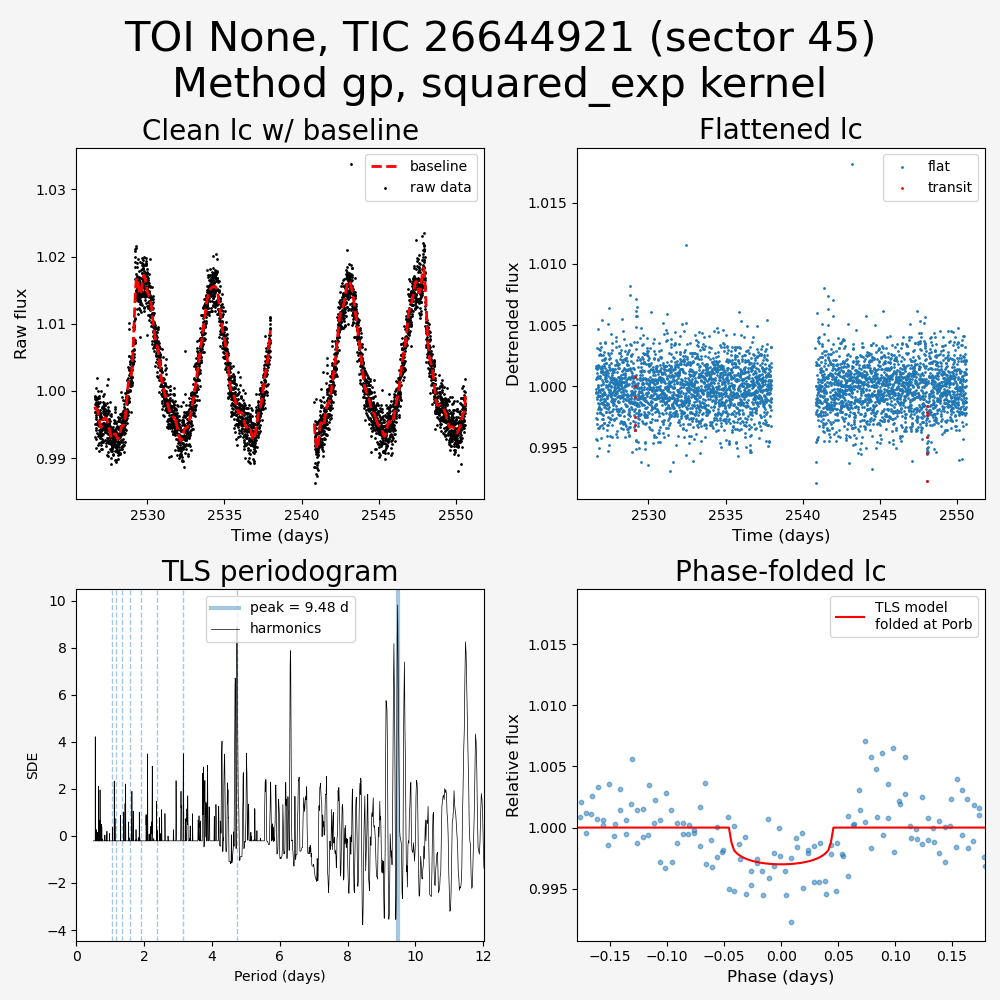 TOI None, TIC 26644921 (sector 45)
Method gp, squared_exp kernel
Clean lc w/ baseline
baseline
raw data
Raw flux
1.03
1.02
1.01
1.00
0.99
2530
2535
2540
2545
2550
Time (days)
Flattened lc
flat
transit
Detrended flux
1.015
1.010
1.005
1.000
0.995
2530
2535
2540
2545
2550
Time (days)
TLS periodogram
peak = 9.48 d
harmonics
SDE
10
8
6
4
2
0
−2
−4
0
2
4
6
8
10
12
Period (days)
Phase-folded lc
TLS model
folded at Porb
Relative flux
1.015
1.010
1.005
1.000
0.995
−0.15
−0.10
−0.05
0.00
0.05
0.10
0.15
Phase (days)